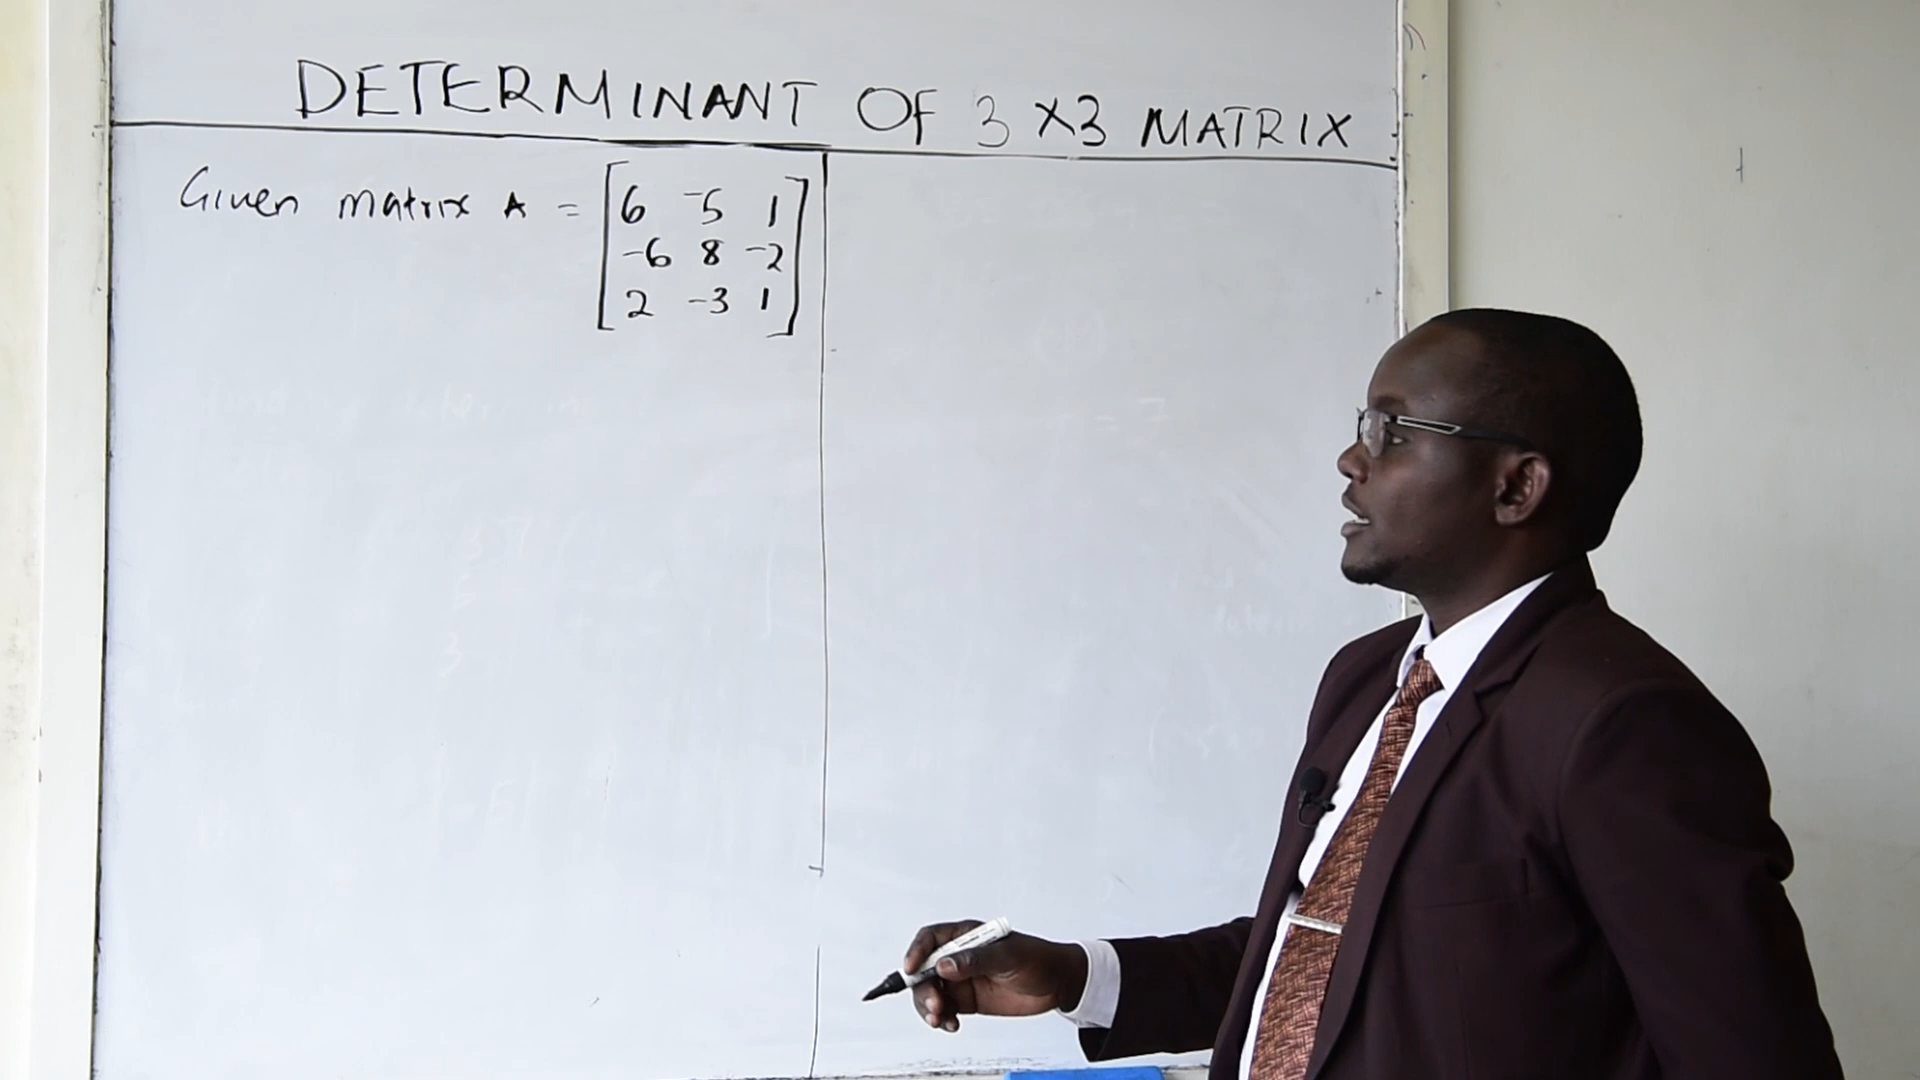 DETERMINANT OF 3 X3 MATRIX
Given matrix A = [6 -5 1
-6 8 -2
2 -3 1]